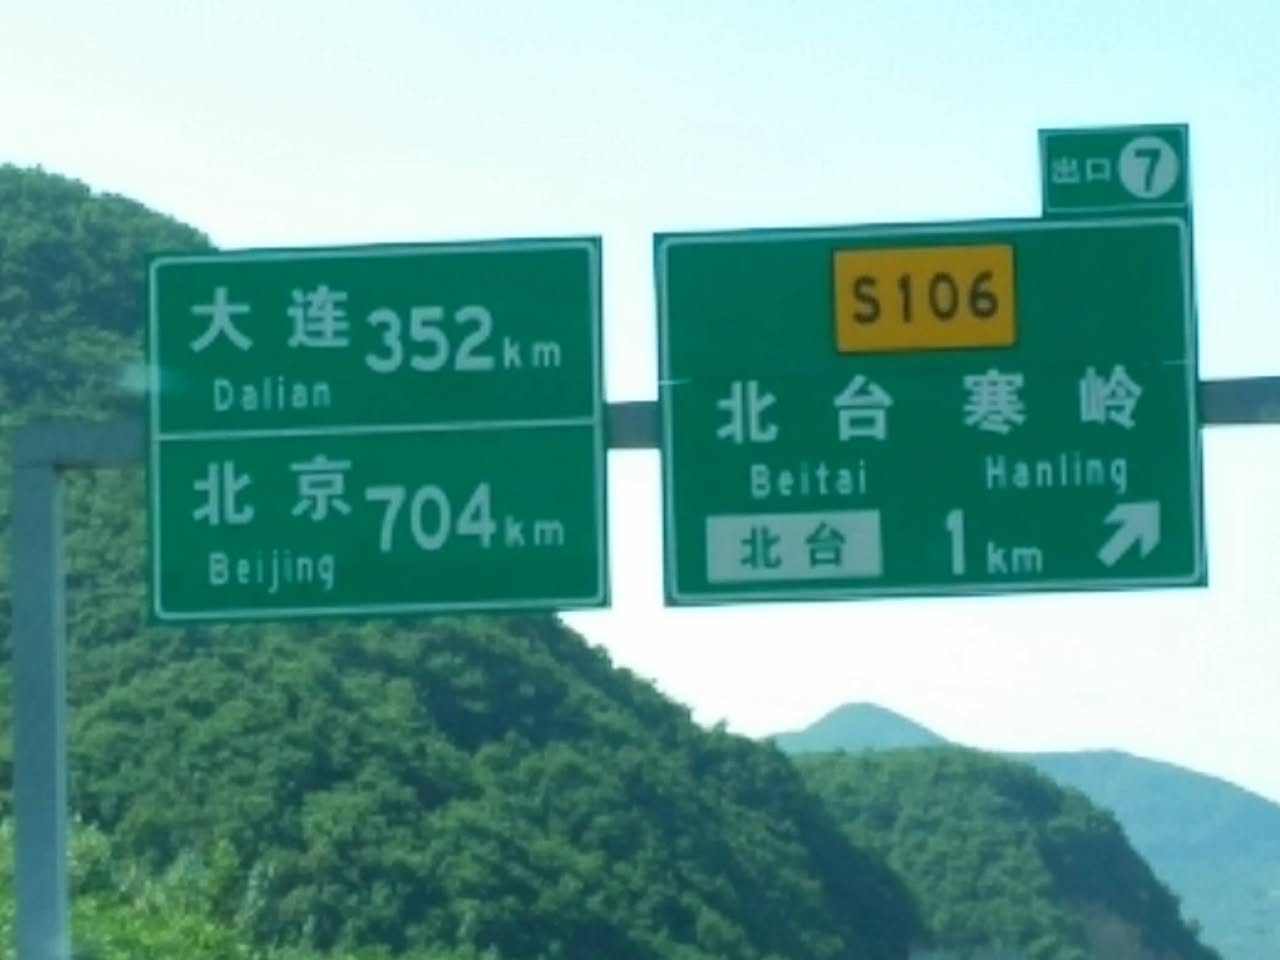 大连 352km
Dalian
北京 704km
Beijing
出口 7
S106
北台 寒岭
Beitai Hanling
北台 1km